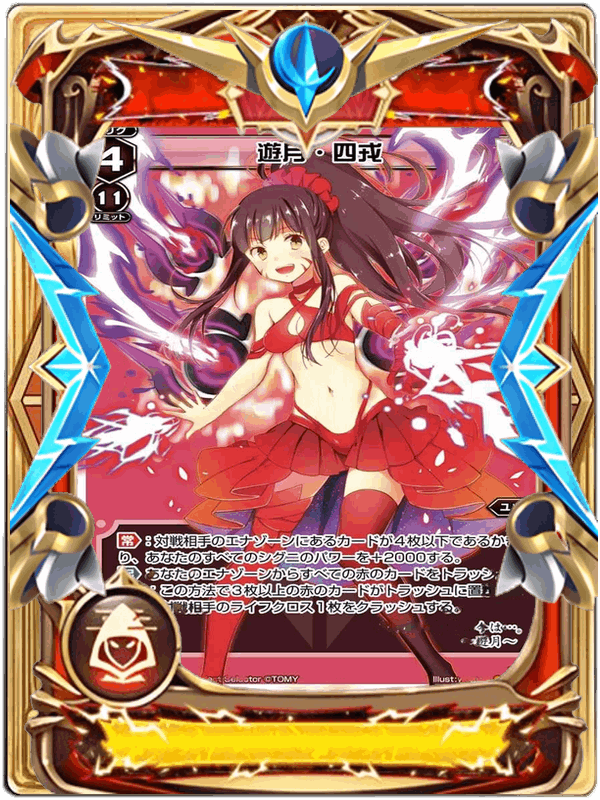 4
遊月・四戎
11
リミット
常:対戦相手のエナゾーンにあるカードが4枚以下であるか
り、あなたのすべてのシグニのパワーを+2000する。
あなたのエナゾーンからすべての赤のカードをトラッシ
:この方法で3枚以上の赤のカードがトラッシュに置
戦相手のライフクロス1枚をクラッシュする。
今は…。
遊月~
Selector ©TOMY
Illust: